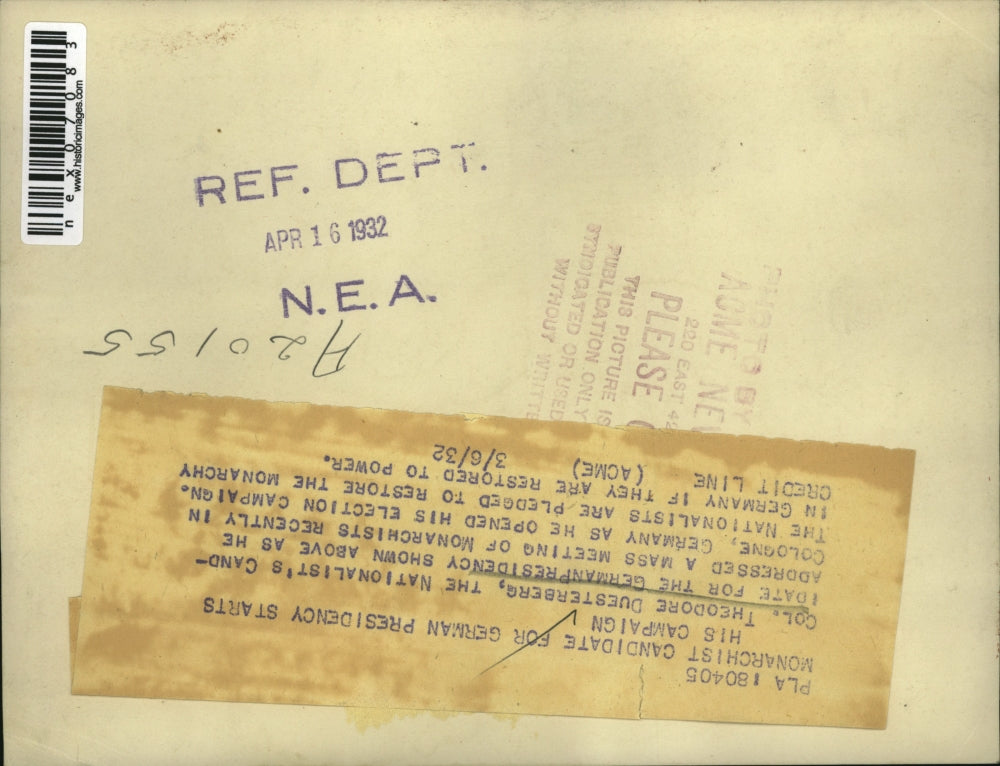 nex07083
www.historicimages.com
REF. DEPT.
APR 16 1932
N.E.A.
A20155
PHOTO BY
ACME NEW
220 EAST 42
PLEASE
THIS PICTURE IS
PUBLICATION ONLY
SYNDICATED OR USED
WITHOUT WRITTE
PLA 180405
MONARCHIST CANDIDATE FOR GERMAN PRESIDENCY STARTS
HIS CAMPAIGN
COL. THEODORE DUESTERBERG, THE NATIONALIST'S CAND-
IDATE FOR THE GERMANPRESIDENCY SHOWN ABOVE AS HE
ADDRESSED A MASS MEETING OF MONARCHISTS RECENTLY IN
COLOGNE, GERMANY AS HE OPENED HIS ELECTION CAMPAIGN.
THE NATIONALISTS ARE PLEDGED TO RESTORE THE MONARCHY
IN GERMANY IF THEY ARE RESTORED TO POWER.
CREDIT LINE (ACME) 3/6/32